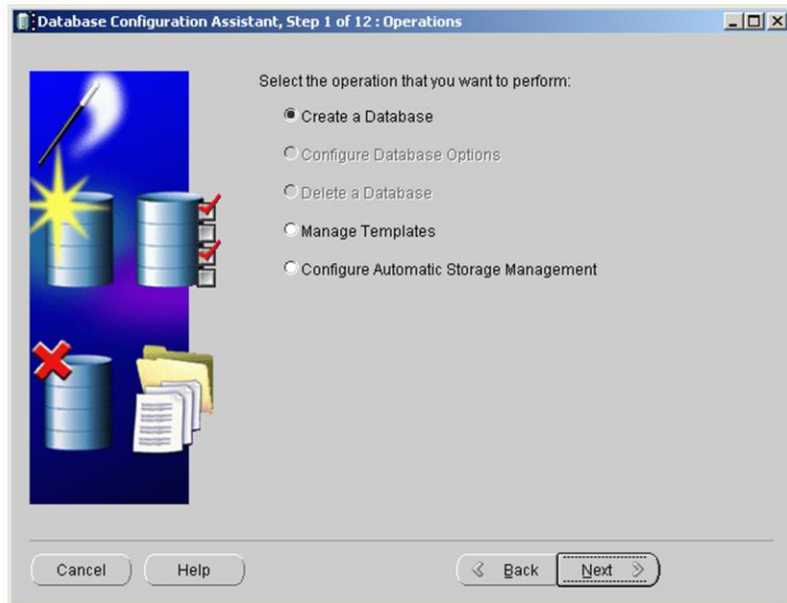 Database Configuration Assistant, Step 1 of 12 : Operations
Select the operation that you want to perform:
Create a Database
Configure Database Options
Delete a Database
Manage Templates
Configure Automatic Storage Management
Cancel
Help
Back
Next